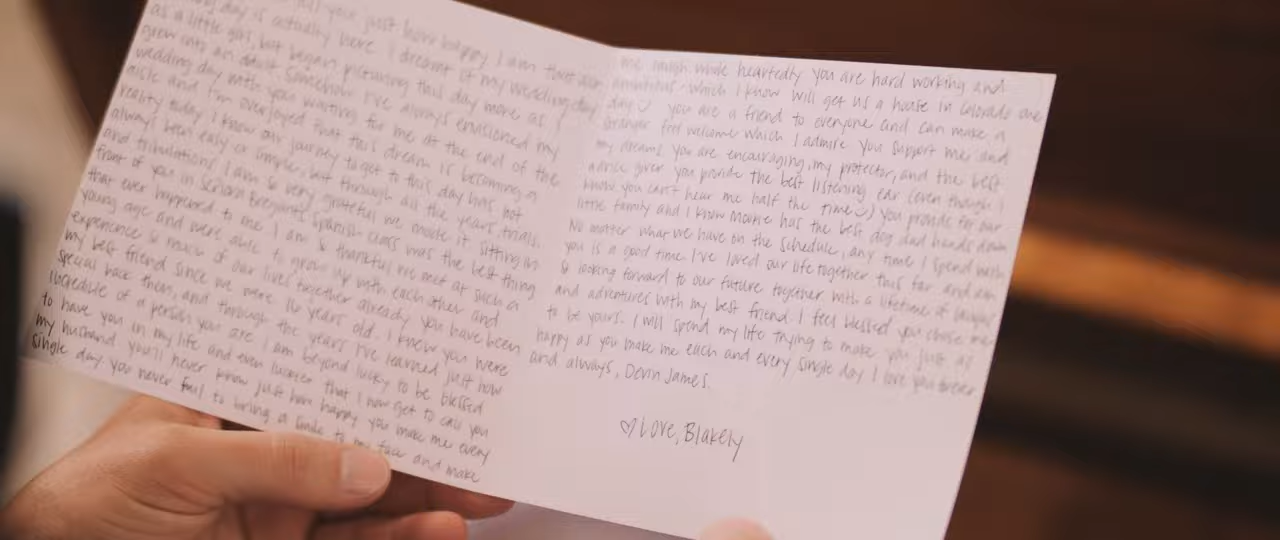 tell you just how happy I am that our
wedding day is actually here. I dreamt of my wedding day
as a little girl, but began picturing this day more as I
grew into an adult. Somehow I've always envisioned my
wedding day with you waiting for me at the end of the
aisle and I'm overjoyed that this dream is becoming a
reality today. I know our journey to get to this day has not
always been easy or simple, but through all the years, trials,
and tribulations I am so very grateful we made it. Sitting in
front of you in Señora Bregante Spanish class was the best thing
that ever happened to me. I am so thankful we met at such a
young age and were able to grow up with each other and
experience so much of our lives together already. You have been
my best friend since we were 16 years old. I knew you were
special back then, and through the years I've learned just how
incredible of a person you are. I am beyond lucky to be blessed
to have you in my life and even luckier that I now get to call you
my husband. You'll never know just how happy you make me every
single day. You never fail to bring a smile to my face and make
me laugh whole heartedly. You are hard working and
ambitious - which I know will get us a house in Colorado one
day. You are a friend to everyone and can make a
stranger feel welcome which I admire. You support me and
my dreams. You are encouraging, my protector, and the best
advice giver. You provide the best listening ear (even though I
know you can't hear me half the time) you provide for our
little family and I know Mookie has the best dog dad hands down.
No matter what we have on the schedule, any time I spend with
you is a good time. I've loved our life together this far and am
so looking forward to our future together with a lifetime of laughter
and adventures with my best friend. I feel blessed you chose me
to be yours. I will spend my life trying to make you just as
happy as you make me each and every single day. I love you forever
and always, Devin James.
♡ Love, Blakely